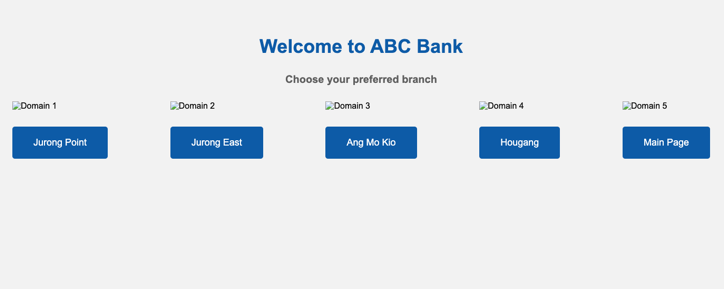 Welcome to ABC Bank
Choose your preferred branch
Domain 1 Domain 2 Domain 3 Domain 4 Domain 5
Jurong Point Jurong East Ang Mo Kio Hougang Main Page